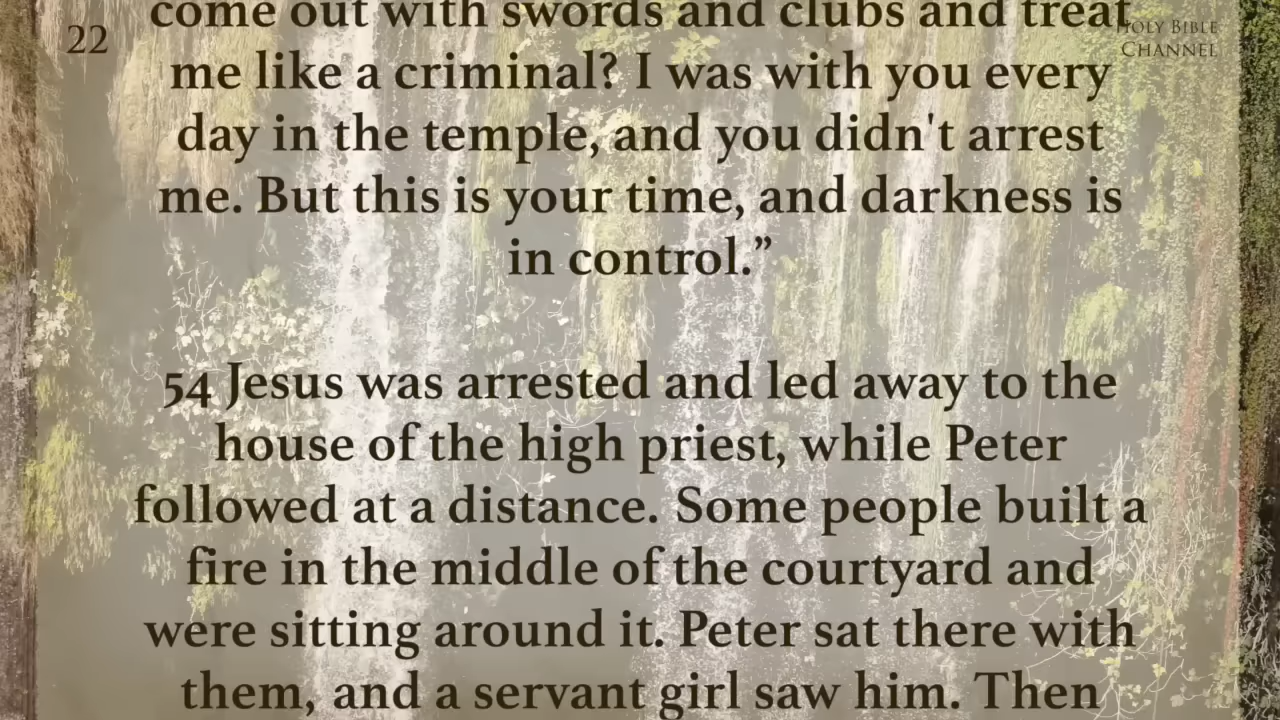 come out with swords and clubs and treat
22
HOLY BIBLE
CHANNEL
me like a criminal? I was with you every
day in the temple, and you didn't arrest
me. But this is your time, and darkness is
in control.”
54 Jesus was arrested and led away to the
house of the high priest, while Peter
followed at a distance. Some people built a
fire in the middle of the courtyard and
were sitting around it. Peter sat there with
them, and a servant girl saw him. Then